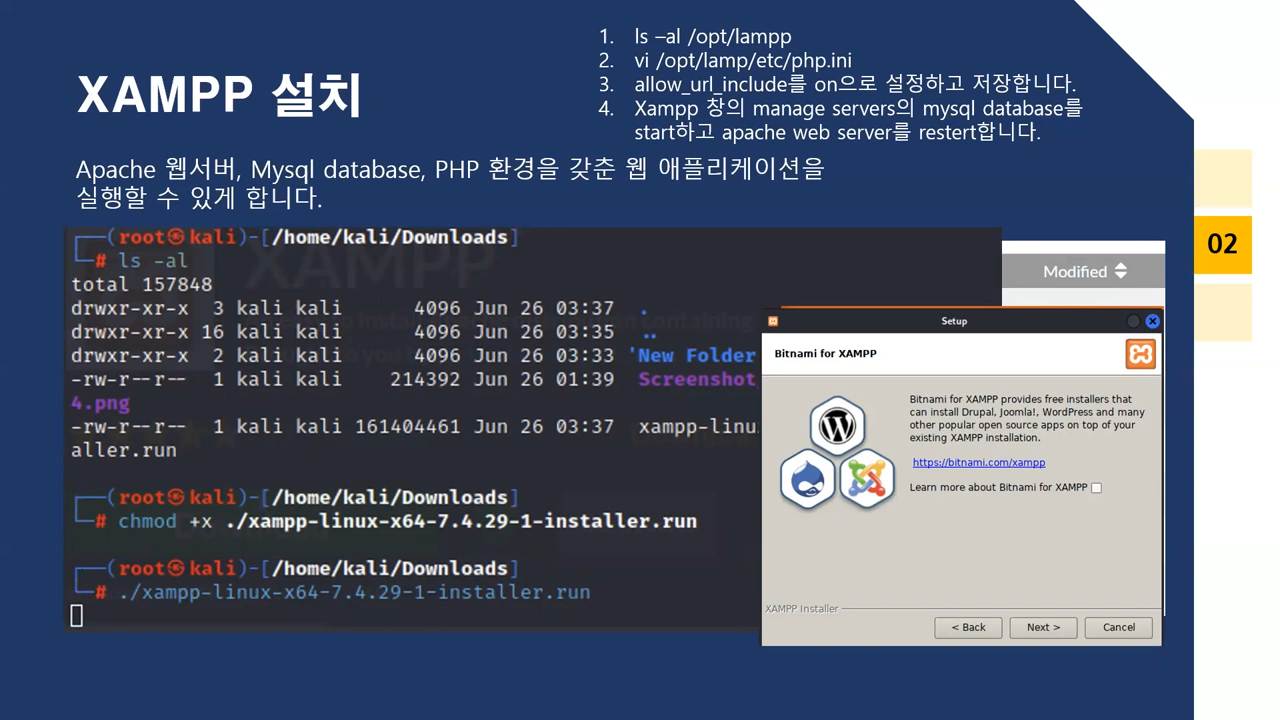 XAMPP 설치
1. ls –al /opt/lampp
2. vi /opt/lamp/etc/php.ini
3. allow_url_include를 on으로 설정하고 저장합니다.
4. Xampp 창의 manage servers의 mysql database를
start하고 apache web server를 restert합니다.
Apache 웹서버, Mysql database, PHP 환경을 갖춘 웹 애플리케이션을
실행할 수 있게 합니다.
02
┌──(root㉿kali)-[/home/kali/Downloads]
└─# ls -al
total 157848
drwxr-xr-x 3 kali kali 4096 Jun 26 03:37 .
drwxr-xr-x 16 kali kali 4096 Jun 26 03:35 ..
drwxr-xr-x 2 kali kali 4096 Jun 26 03:33 'New Folder
-rw-r--r-- 1 kali kali 214392 Jun 26 01:39 Screenshot
4.png
-rw-r--r-- 1 kali kali 161404461 Jun 26 03:37 xampp-linu
aller.run
┌──(root㉿kali)-[/home/kali/Downloads]
└─# chmod +x ./xampp-linux-x64-7.4.29-1-installer.run
┌──(root㉿kali)-[/home/kali/Downloads]
└─# ./xampp-linux-x64-7.4.29-1-installer.run
XAMPP
Modified
Setup
Bitnami for XAMPP
Bitnami for XAMPP provides free installers that
can install Drupal, Joomla!, WordPress and many
other popular open source apps on top of your
existing XAMPP installation.
https://bitnami.com/xampp
Learn more about Bitnami for XAMPP
XAMPP Installer
< Back
Next >
Cancel